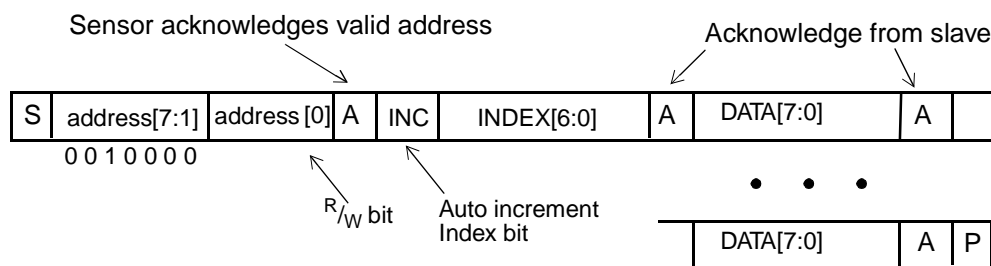 Sensor acknowledges valid address
Acknowledge from slave
S address[7:1] address [0] A INC INDEX[6:0] A DATA[7:0] A
0 0 1 0 0 0 0
R/W bit
Auto increment
Index bit
DATA[7:0] A P